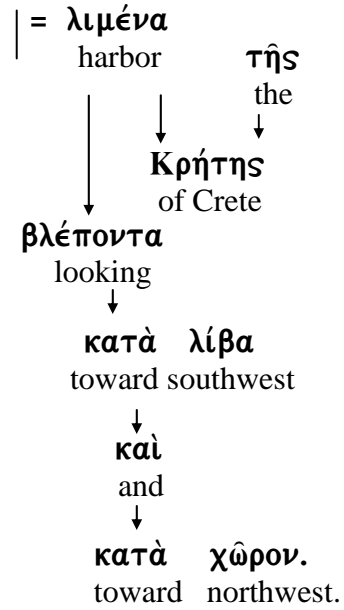 = λιμένα
harbor τῆς
the
Κρήτης
of Crete
βλέποντα
looking
κατὰ λίβα
toward southwest
καὶ
and
κατὰ χῶρον.
toward northwest.